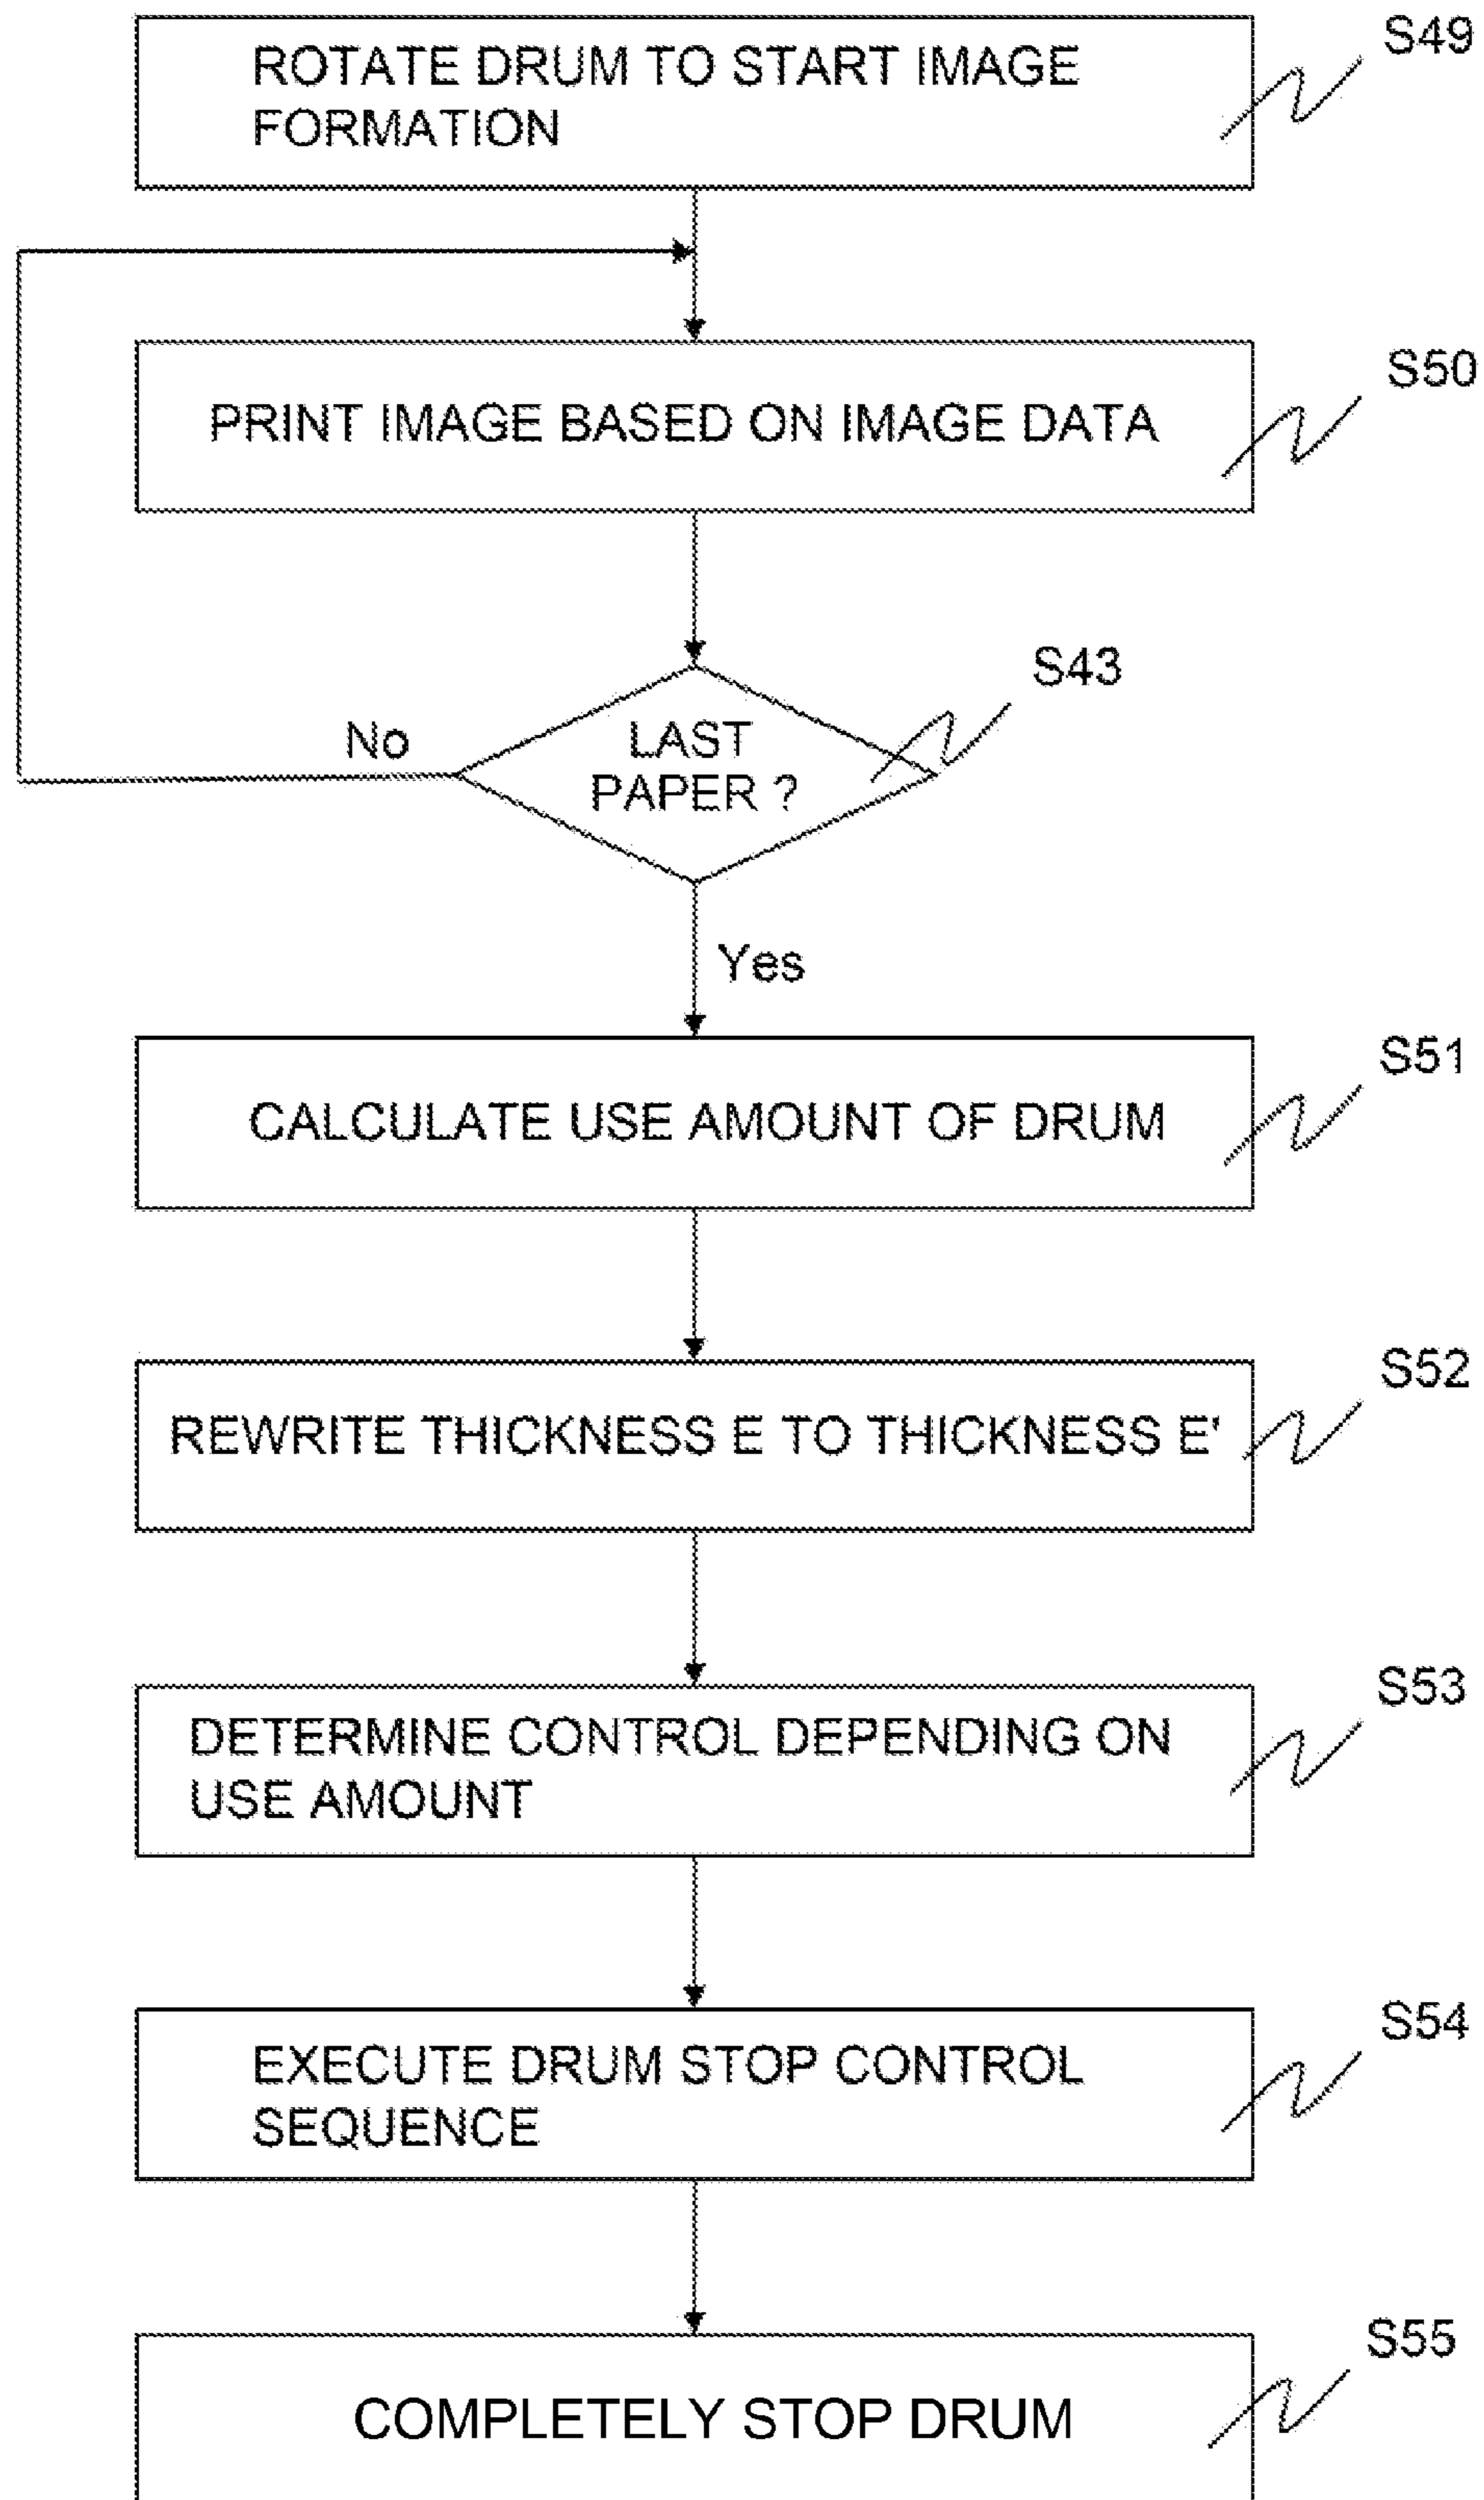 S49
ROTATE DRUM TO START IMAGE
FORMATION
S50
PRINT IMAGE BASED ON IMAGE DATA
S43
No
LAST
PAPER ?
Yes
S51
CALCULATE USE AMOUNT OF DRUM
S52
REWRITE THICKNESS E TO THICKNESS E'
S53
DETERMINE CONTROL DEPENDING ON
USE AMOUNT
S54
EXECUTE DRUM STOP CONTROL
SEQUENCE
S55
COMPLETELY STOP DRUM